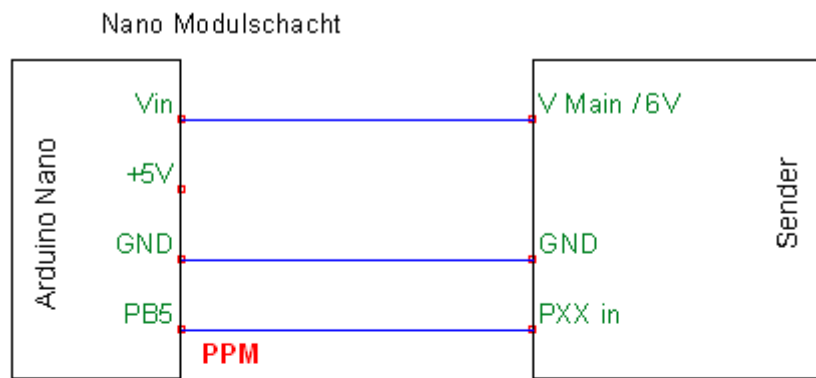 Nano Modulschacht
Arduino Nano
Vin
+5V
GND
PB5
PPM
V Main /6V
GND
PXX in
Sender